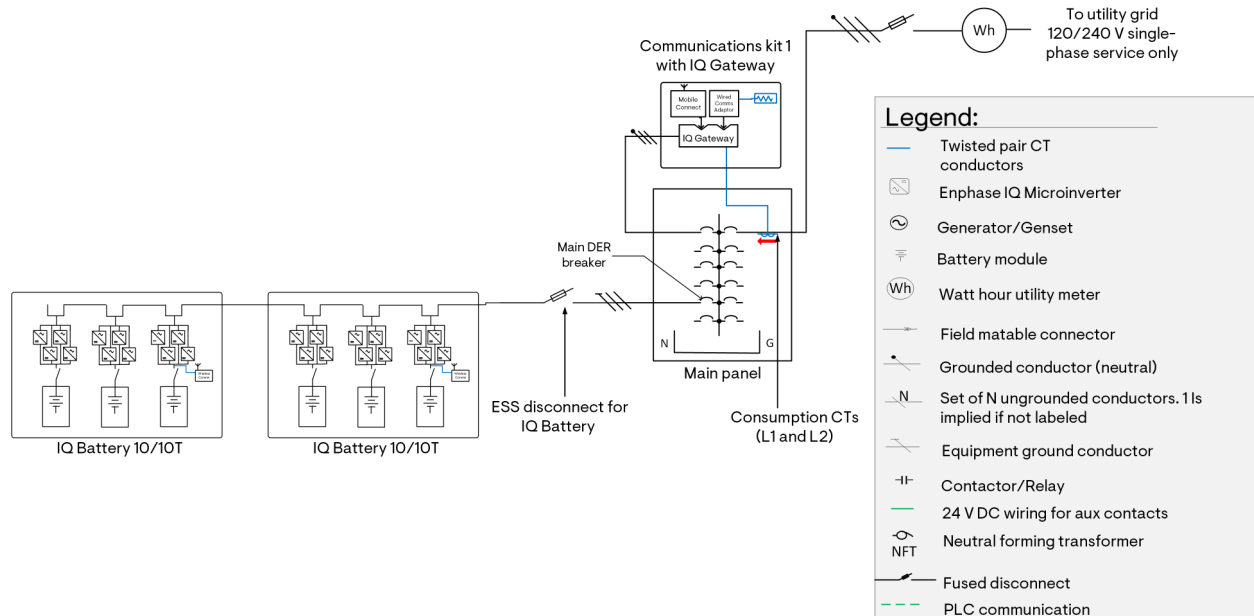 To utility grid
120/240 V single-
phase service only
Wh
Communications kit 1
with IQ Gateway
Mobile
Connect
Wired
Comms
Adaptor
IQ Gateway
Main DER
breaker
N
G
Main panel
ESS disconnect for
IQ Battery
Consumption CTs
(L1 and L2)
Wireless
Comms
Wireless
Comms
IQ Battery 10/10T
IQ Battery 10/10T
Legend:
Twisted pair CT
conductors
Enphase IQ Microinverter
Generator/Genset
Battery module
Wh
Watt hour utility meter
Field matable connector
Grounded conductor (neutral)
N
Set of N ungrounded conductors. 1 Is
implied if not labeled
Equipment ground conductor
Contactor/Relay
24 V DC wiring for aux contacts
NFT
Neutral forming transformer
Fused disconnect
PLC communication